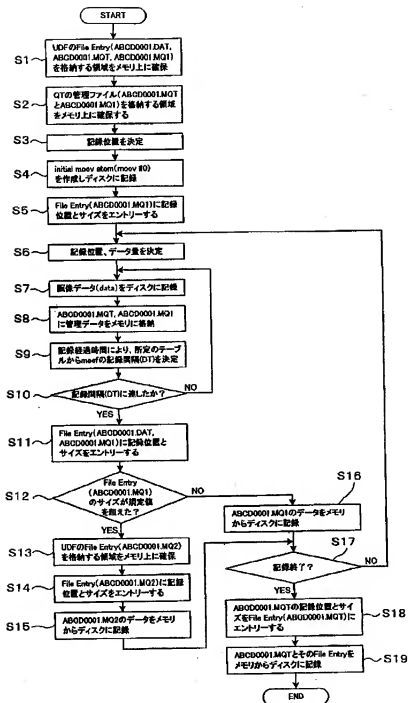 START
S1
UDFのFile Entry(ABCD0001.DAT,
ABCD0001.MQT, ABCD0001.MQ1)
を格納する領域をメモリ上に確保
S2
QTの管理ファイル(ABCD0001.MQT
とABCD0001.MQ1)を格納する領域
をメモリ上に確保する
S3
記録位置を決定
S4
initial moov atom(moov #0)
を作成しディスクに記録
S5
File Entry(ABCD0001.MQ1)に記録
位置とサイズをエントリーする
S6
記録位置、データ量を決定
S7
画像データ(data)をディスクに記録
S8
ABCD0001.MQT, ABCD0001.MQ1
に管理データをメモリに格納
S9
記録経過時間により、所定のテーブ
ルからmoofの記録間隔(DT)を決定
S10
記録間隔(DT)に達したか?
NO
YES
S11
File Entry(ABCD0001.DAT,
ABCD0001.MQ1)に記録位置と
サイズをエントリーする
S12
File Entry
(ABCD0001.MQ1)
のサイズが規定値
を超えた?
NO
YES
S13
UDFのFile Entry(ABCD0001.MQ2)
を格納する領域をメモリ上に確保
S14
File Entry(ABCD0001.MQ2)に記録
位置とサイズをエントリーする
S15
ABCD0001.MQ2のデータをメモリ
からディスクに記録
S16
ABCD0001.MQ1のデータをメモリ
からディスクに記録
S17
記録終了?
NO
YES
S18
ABCD0001.MQTの記録位置とサイ
ズをFile Entry(ABCD0001.MQT)に
エントリーする
S19
ABCD0001.MQTとそのFile Entryを
メモリからディスクに記録
END